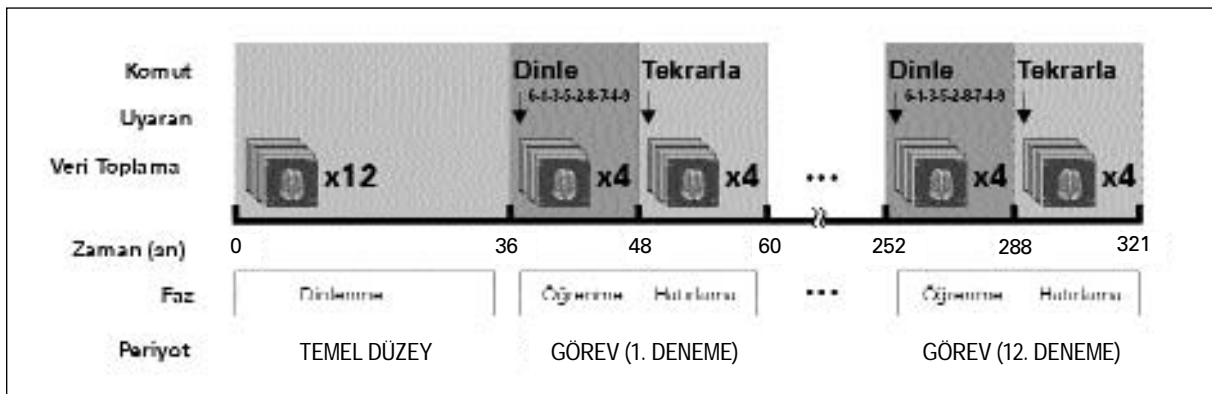 Komut Dinle Tekrarla Dinle Tekrarla
6-1-3-5-2-8-7-4-9 6-1-3-5-2-8-7-4-9
Uyaran
Veri Toplama x12 x4 x4 ••• x4 x4
Zaman (sn) 0 36 48 60 252 288 321
Faz Dinlenme Öğrenme Hatırlama ••• Öğrenme Hatırlama
Periyot TEMEL DÜZEY GÖREV (1. DENEME) GÖREV (12. DENEME)